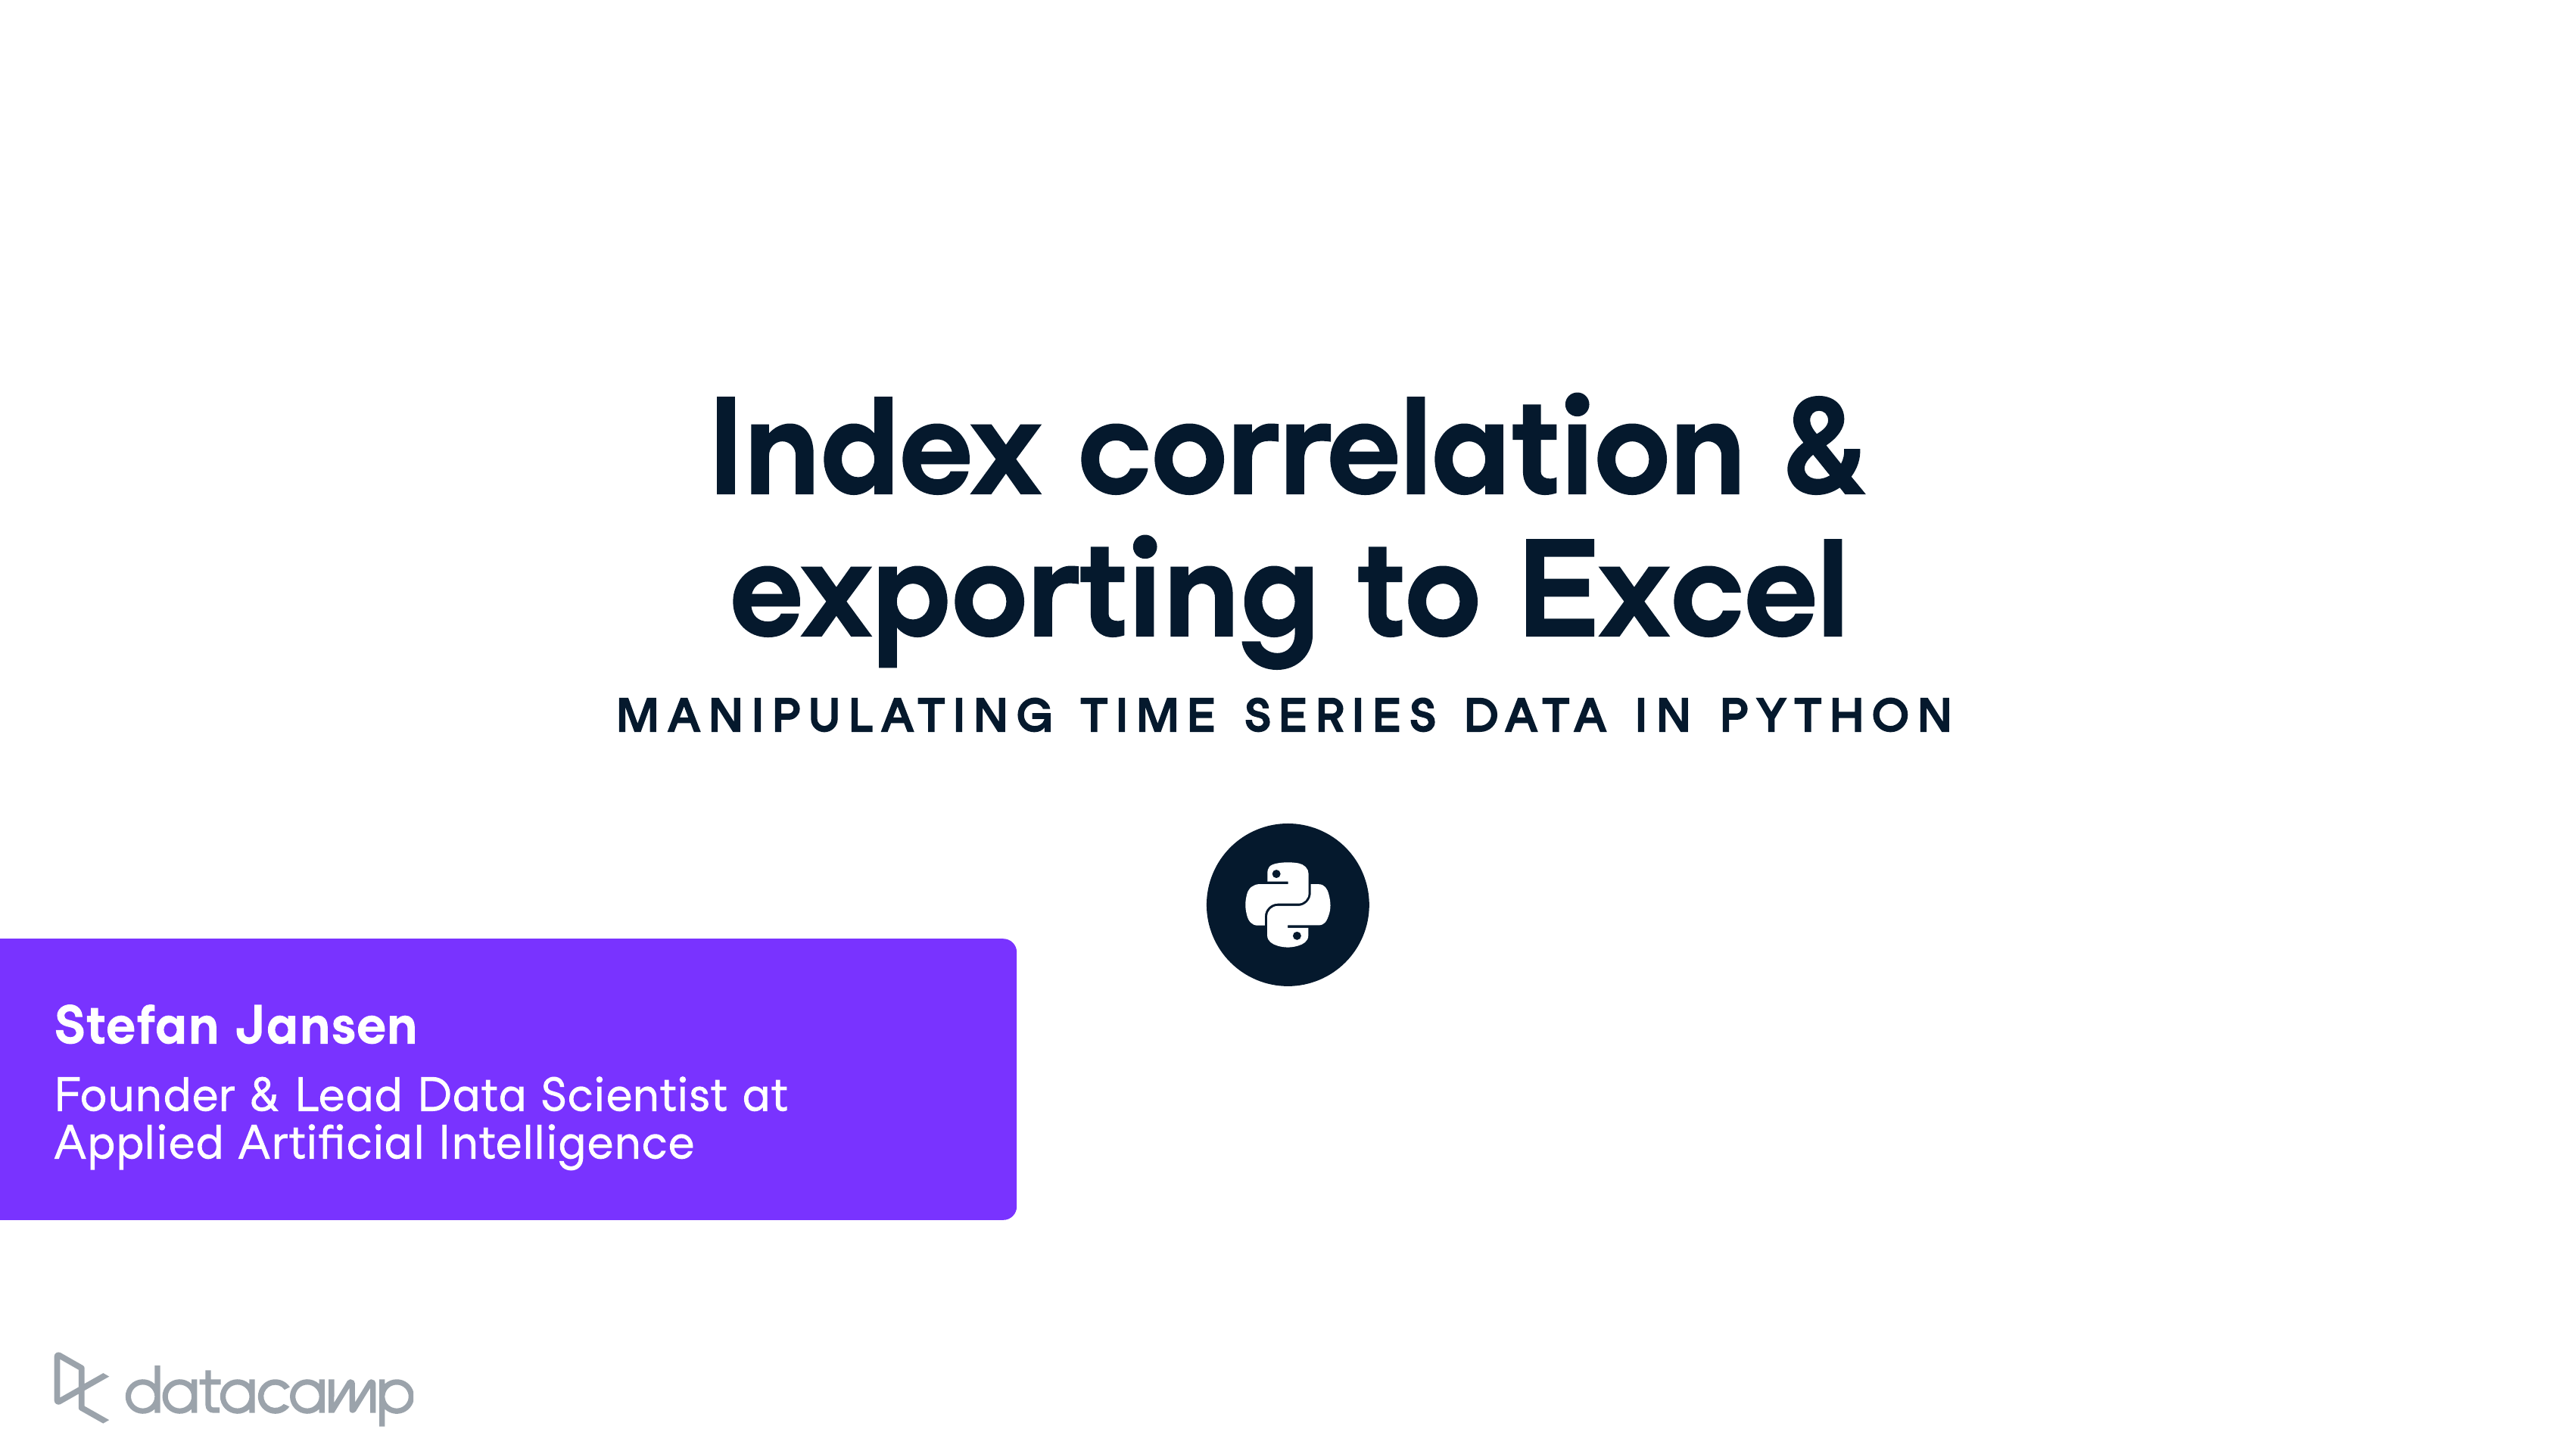 Index correlation &
exporting to Excel
MANIPULATING TIME SERIES DATA IN PYTHON
Stefan Jansen
Founder & Lead Data Scientist at
Applied Artificial Intelligence
datacamp